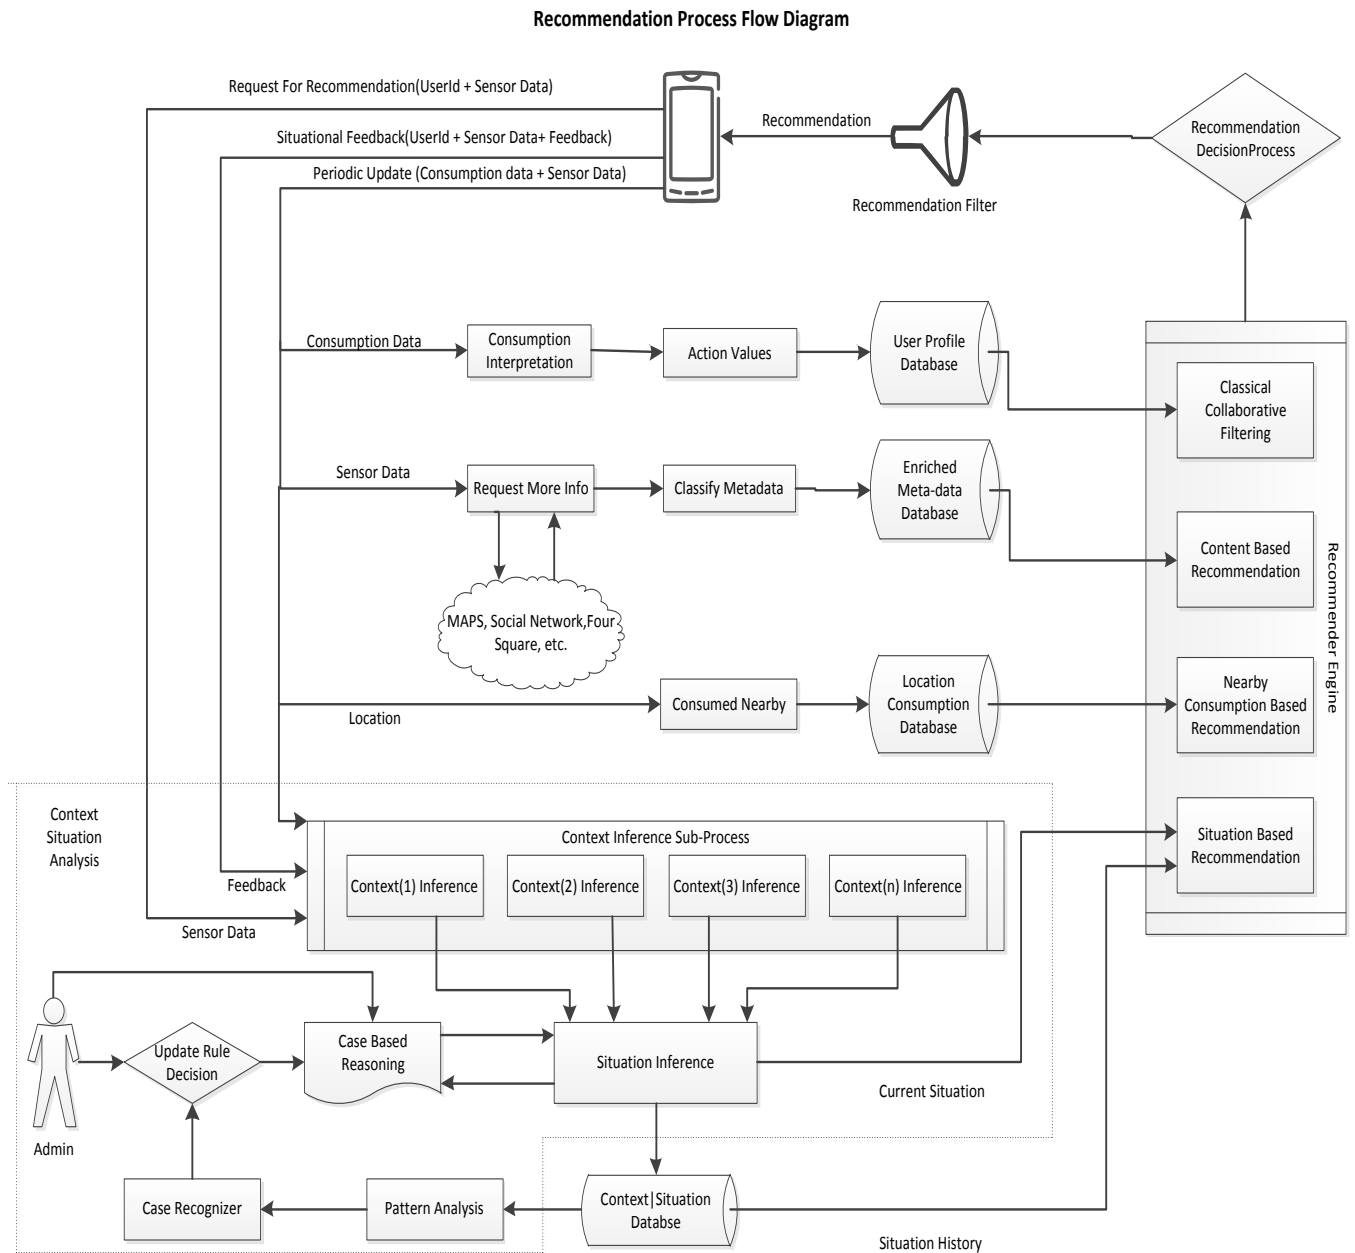 Recommendation Process Flow Diagram
Request For Recommendation(UserId + Sensor Data)
Situational Feedback(UserId + Sensor Data+ Feedback)
Periodic Update (Consumption data + Sensor Data)
Recommendation
Recommendation Filter
Recommendation
DecisionProcess
Consumption Data
Consumption
Interpretation
Action Values
User Profile
Database
Classical
Collaborative
Filtering
Sensor Data
Request More Info
Classify Metadata
Enriched
Meta-data
Database
Content Based
Recommendation
Recommender Engine
MAPS, Social Network,Four
Square, etc.
Location
Consumed Nearby
Location
Consumption
Database
Nearby
Consumption Based
Recommendation
Context
Situation
Analysis
Context Inference Sub-Process
Context(1) Inference
Context(2) Inference
Context(3) Inference
Context(n) Inference
Situation Based
Recommendation
Feedback
Sensor Data
Update Rule
Decision
Case Based
Reasoning
Situation Inference
Current Situation
Admin
Case Recognizer
Pattern Analysis
Context|Situation
Databse
Situation History